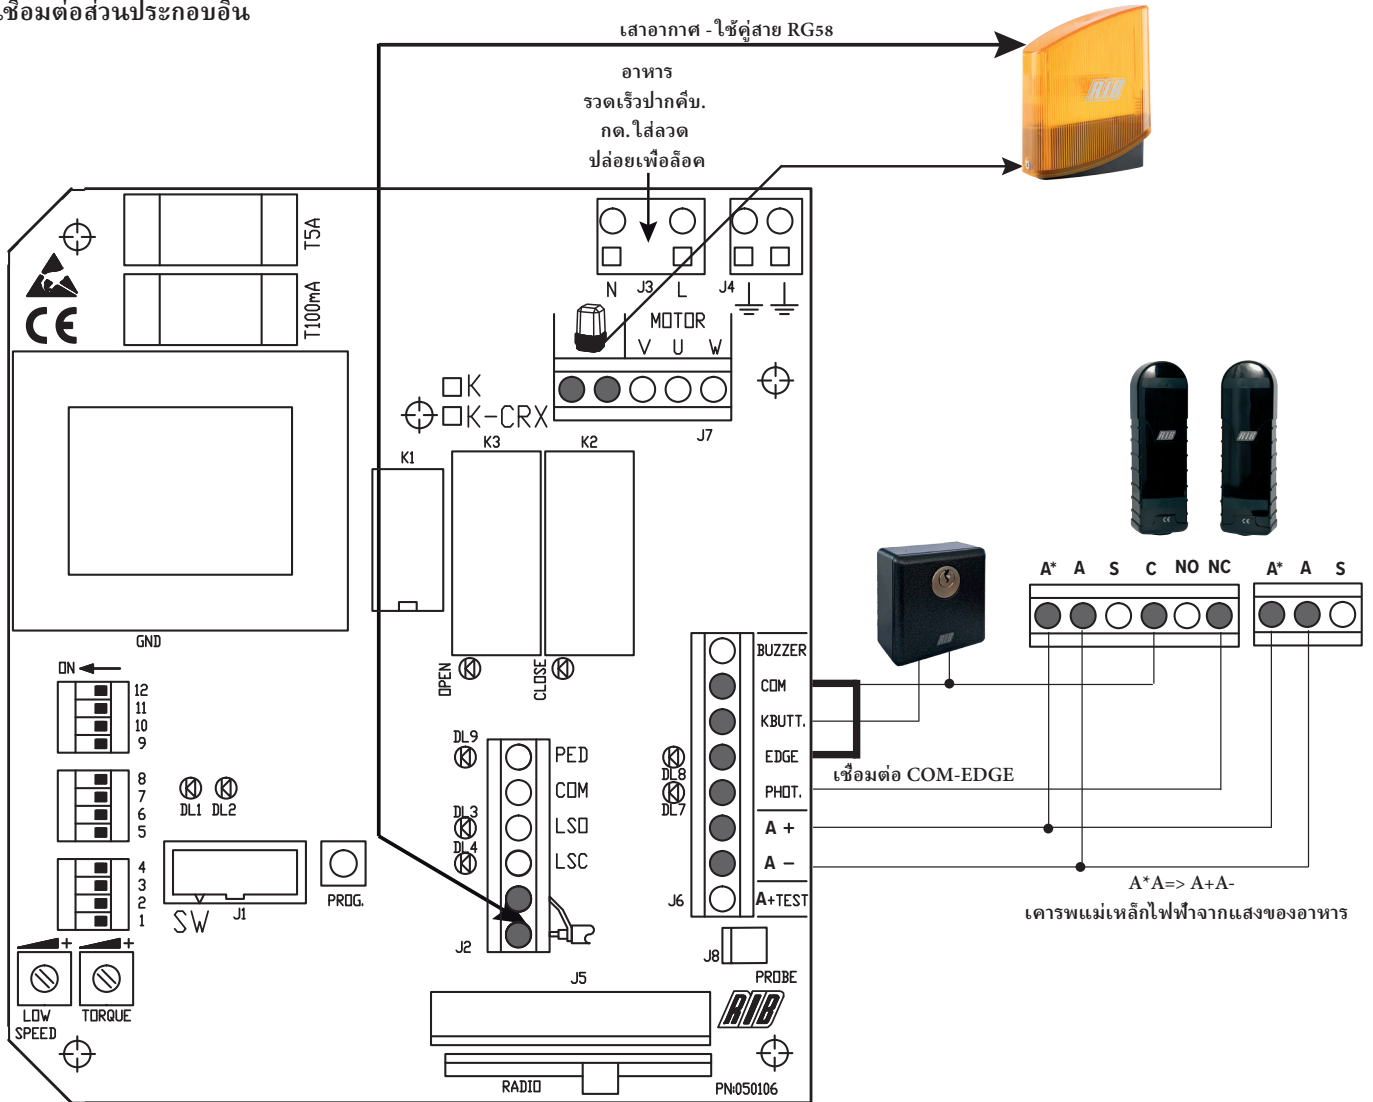 เชื่อมต่อส่วนประกอบอื่น
เสาอากาศ - ใช้คู่สาย RG58
อาหาร
รวดเร็วปากคีบ.
กด.ใส่ลวด
ปล่อยเพื่อล็อค
RIB
T5A
T100mA
CE
N J3 L J4
MOTOR
V U W
J7
K
K-CRX
K1
K3
K2
GND
OPEN
CLOSE
ON
12
11
10
9
8
7
6
5
4
3
2
1
DL1 DL2
SW
J1
PROG.
+
+
LOW SPEED
TORQUE
DL9
DL3
DL4
PED
COM
LSO
LSC
J2
DL8
DL7
BUZZER
COM
KBUTT.
EDGE
PHOT.
A +
A -
A+TEST
J6
J8
PROBE
J5
RADIO
RIB
PN:050106
RIB
RIB
CE
RIB
CE
A* A S C NO NC
A* A S
เชื่อมต่อ COM-EDGE
A*A=> A+A-
เคารพแม่เหล็กไฟฟ้าจากแสงของอาหาร